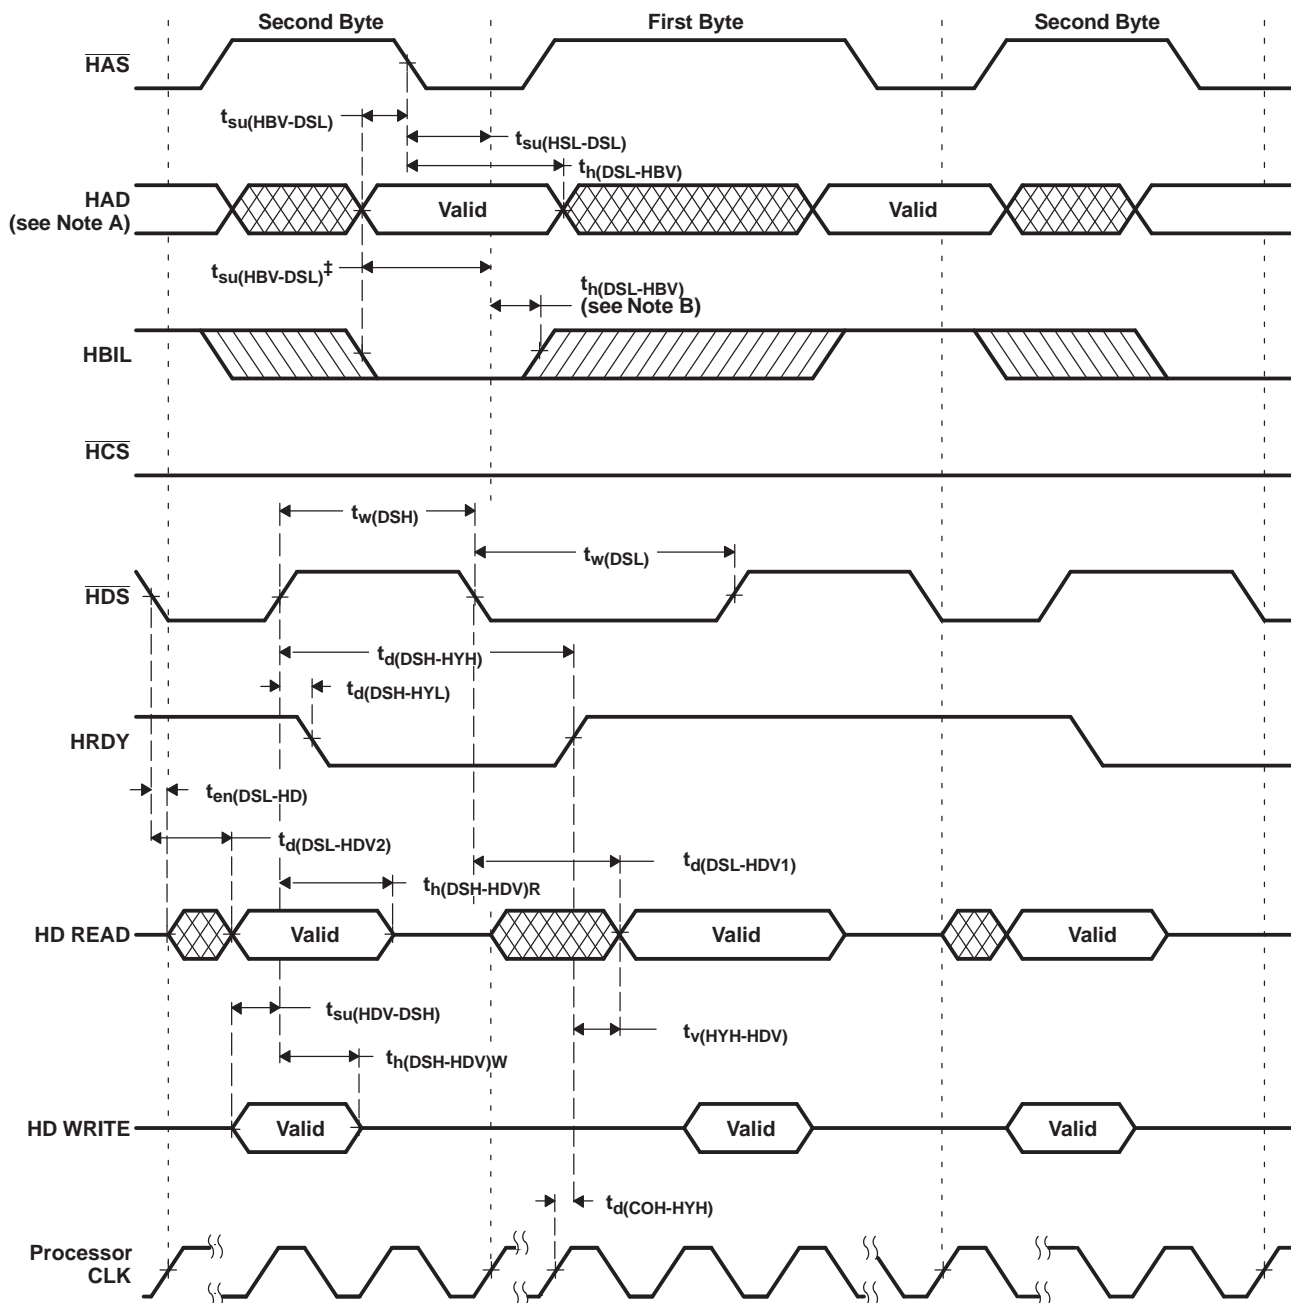 Second Byte First Byte Second Byte
HAS
tsu(HBV-DSL)
tsu(HSL-DSL)
th(DSL-HBV)
HAD
(see Note A)
Valid Valid
tsu(HBV-DSL)‡
th(DSL-HBV)
(see Note B)
HBIL
HCS
tw(DSH)
tw(DSL)
HDS
td(DSH-HYH)
td(DSH-HYL)
HRDY
ten(DSL-HD)
td(DSL-HDV2)
td(DSL-HDV1)
th(DSH-HDV)R
HD READ Valid Valid Valid
tsu(HDV-DSH)
tv(HYH-HDV)
th(DSH-HDV)W
HD WRITE Valid Valid Valid
td(COH-HYH)
Processor
CLK